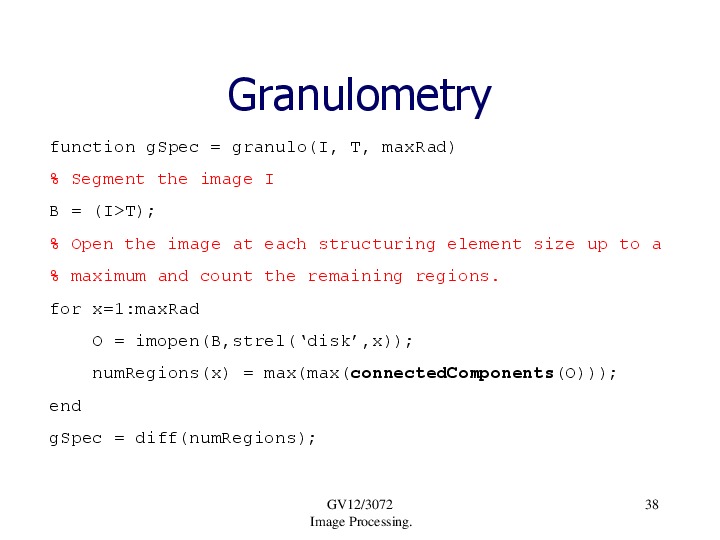 Granulometry
function gSpec = granulo(I, T, maxRad)
% Segment the image I
B = (I>T);
% Open the image at each structuring element size up to a
% maximum and count the remaining regions.
for x=1:maxRad
    O = imopen(B,strel(‘disk’,x));
    numRegions(x) = max(max(connectedComponents(O)));
end
gSpec = diff(numRegions);
GV12/3072
Image Processing.
38